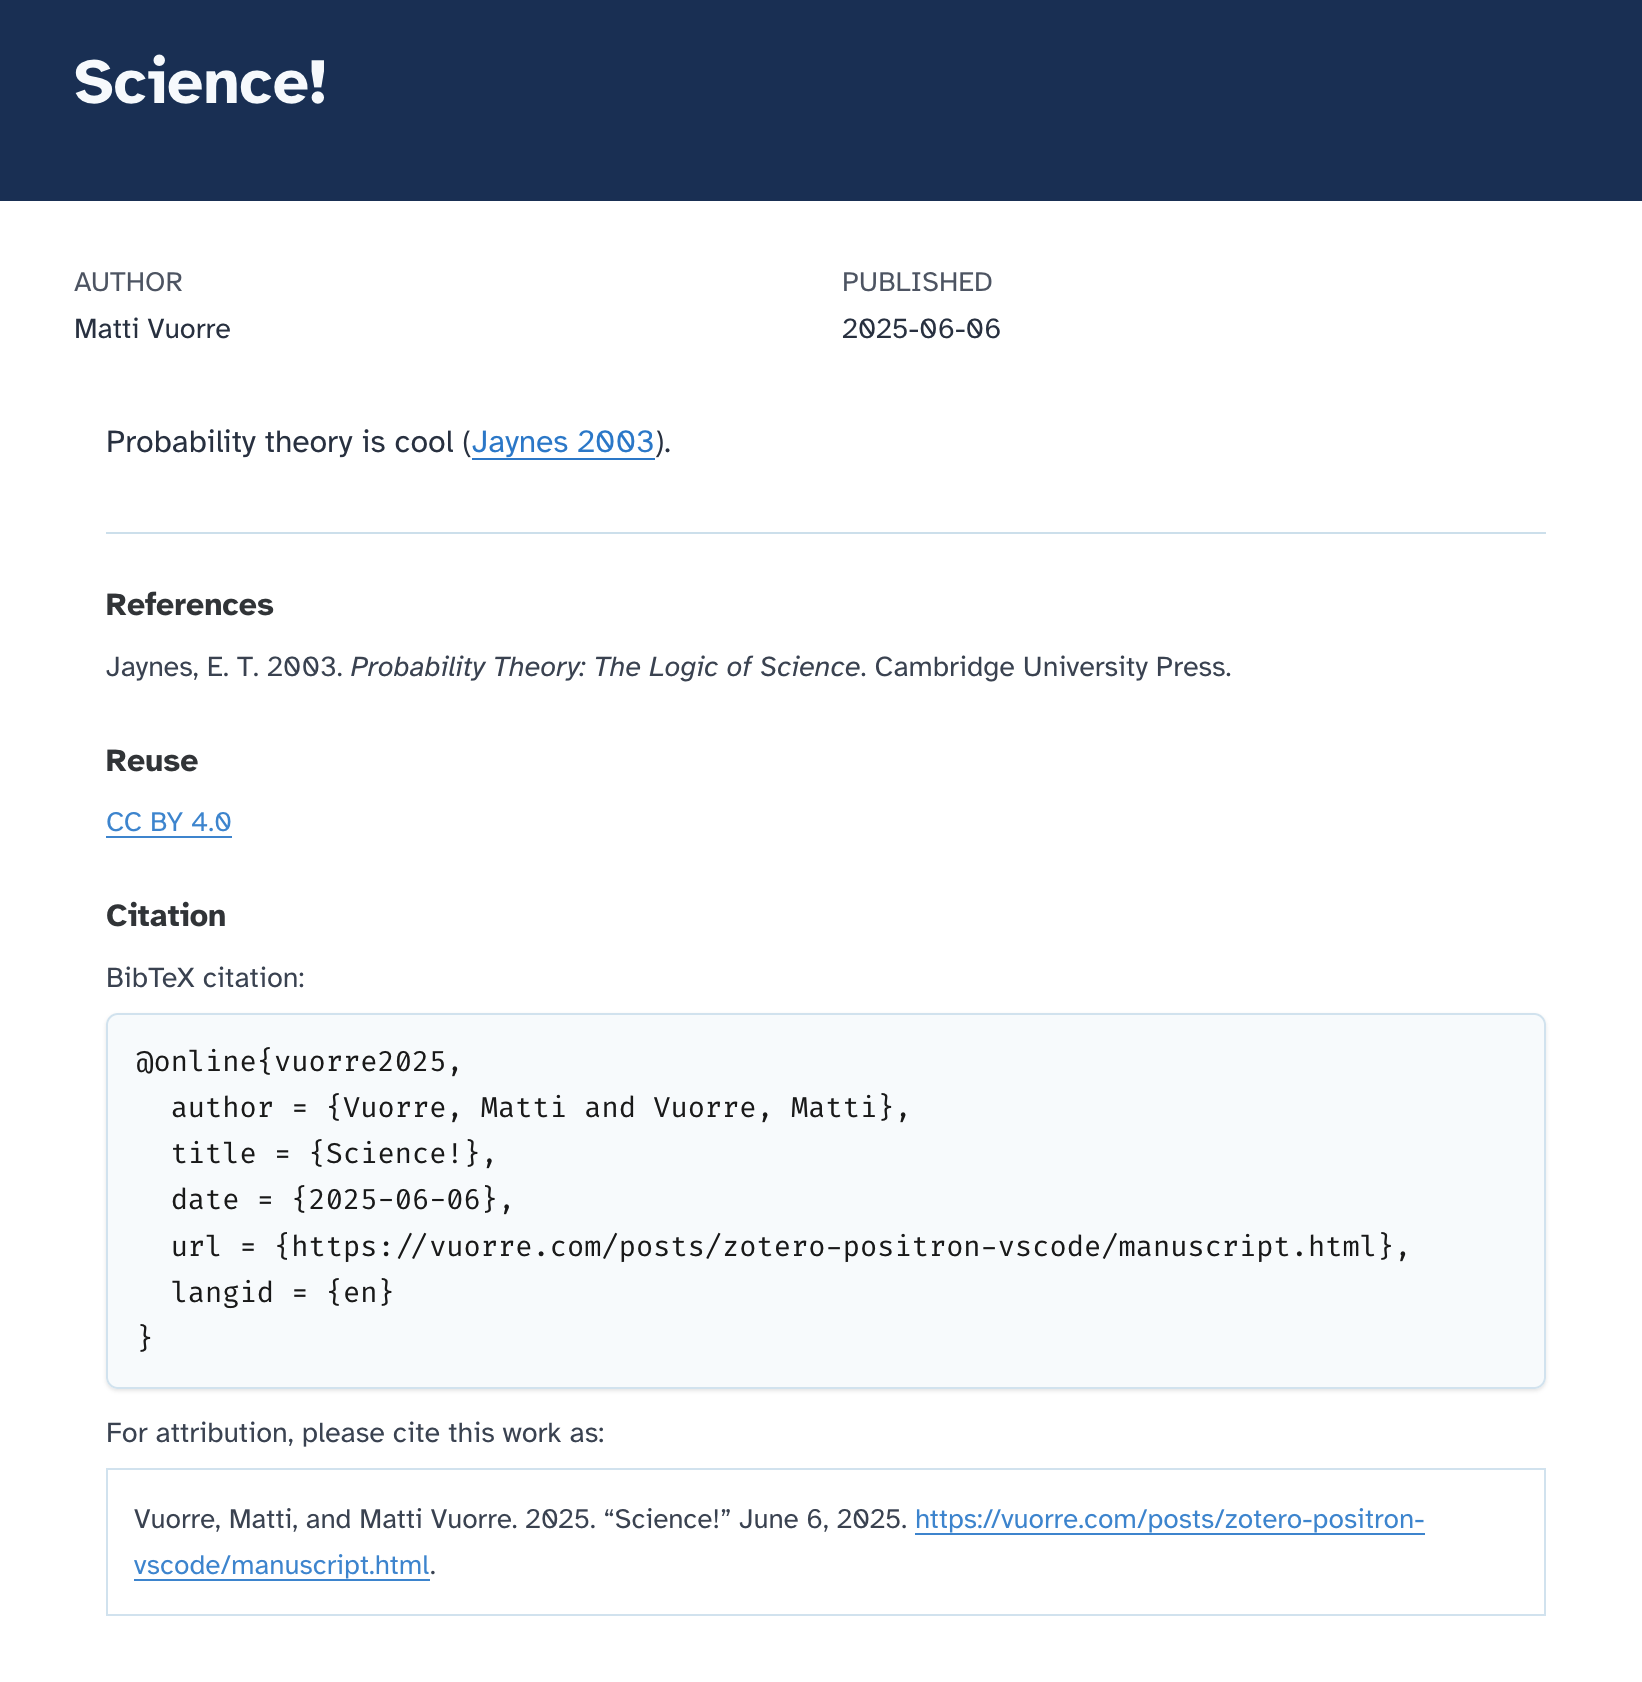 Science!
AUTHOR
PUBLISHED
Matti Vuorre
2025-06-06
Probability theory is cool (Jaynes 2003).
References
Jaynes, E. T. 2003. Probability Theory: The Logic of Science. Cambridge University Press.
Reuse
CC BY 4.0
Citation
BibTeX citation:
@online{vuorre2025,
  author = {Vuorre, Matti and Vuorre, Matti},
  title = {Science!},
  date = {2025-06-06},
  url = {https://vuorre.com/posts/zotero-positron-vscode/manuscript.html},
  langid = {en}
}
For attribution, please cite this work as:
Vuorre, Matti, and Matti Vuorre. 2025. “Science!” June 6, 2025. https://vuorre.com/posts/zotero-positron-
vscode/manuscript.html.